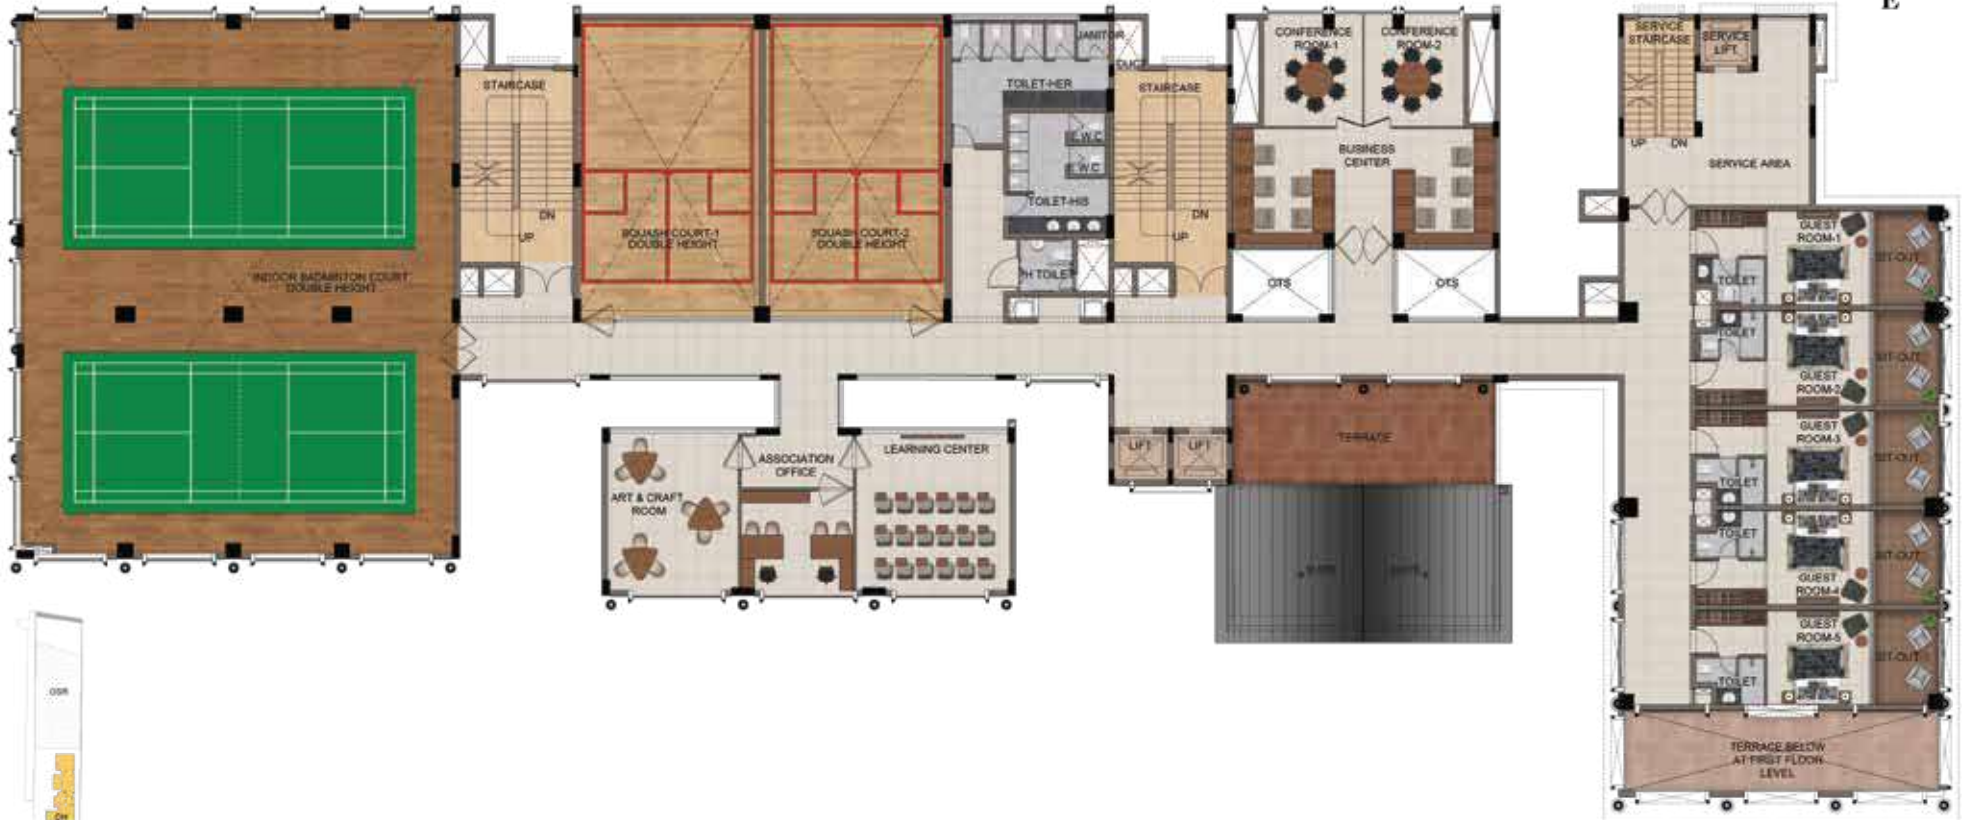 E
STAIRCASE
DN
UP
INDOOR BADMINTON COURT
DOUBLE HEIGHT
SQUASH COURT-1
DOUBLE HEIGHT
SQUASH COURT-2
DOUBLE HEIGHT
JANITOR
DUCT
TOILET-HER
E.W.C
E.W.C
TOILET-HIS
PH TOILET
STAIRCASE
DN
UP
CONFERENCE
ROOM-1
CONFERENCE
ROOM-2
BUSINESS
CENTER
OTS
OTS
SERVICE
STAIRCASE
SERVICE
LIFT
UP
DN
SERVICE AREA
GUEST
ROOM-1
SIT-OUT
TOILET
TOILET
SIT-OUT
GUEST
ROOM-2
GUEST
ROOM-3
SIT-OUT
TOILET
TOILET
SIT-OUT
GUEST
ROOM-4
GUEST
ROOM-5
SIT-OUT
TOILET
TERRACE BELOW
AT FIRST FLOOR
LEVEL
ART & CRAFT
ROOM
ASSOCIATION
OFFICE
LEARNING CENTER
LIFT
LIFT
TERRACE
OSR
CH